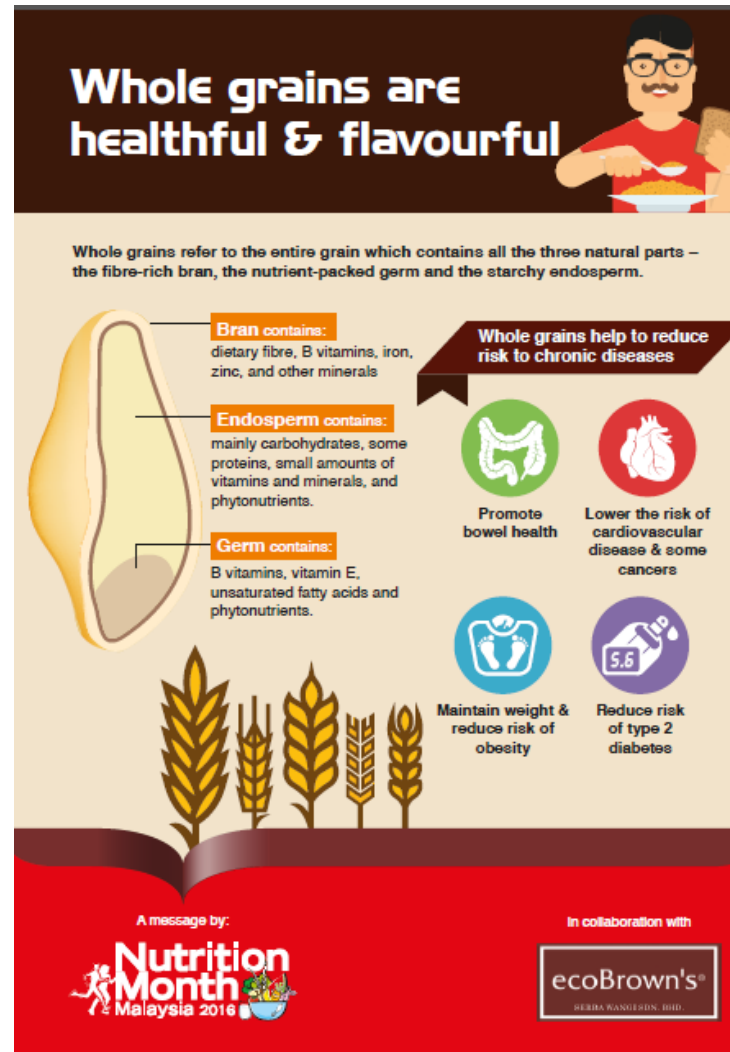 Whole grains are
healthful & flavourful
Whole grains refer to the entire grain which contains all the three natural parts –
the fibre-rich bran, the nutrient-packed germ and the starchy endosperm.
Bran contains:
dietary fibre, B vitamins, iron,
zinc, and other minerals
Endosperm contains:
mainly carbohydrates, some
proteins, small amounts of
vitamins and minerals, and
phytonutrients.
Germ contains:
B vitamins, vitamin E,
unsaturated fatty acids and
phytonutrients.
Whole grains help to reduce
risk to chronic diseases
Promote
bowel health
Lower the risk of
cardiovascular
disease & some
cancers
Maintain weight &
reduce risk of
obesity
5.6
Reduce risk
of type 2
diabetes
A message by:
Nutrition
Month
Malaysia 2016
In collaboration with
ecoBrown's®
SERBA WANGI SDN. BHD.